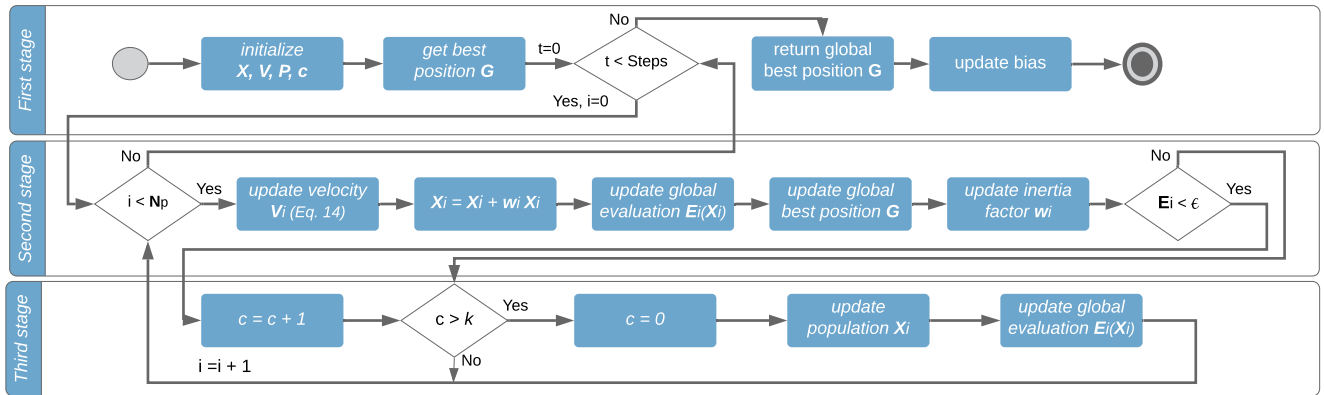 First stage
initialize
X, V, P, c
get best
position G
t=0
t < Steps
No
Yes, i=0
return global
best position G
update bias
Second stage
No
i < Np
Yes
update velocity
Vi (Eq. 14)
Xi = Xi + wi Xi
update global
evaluation Ei(Xi)
update global
best position G
update inertia
factor wi
No
Ei < ϵ
Yes
Third stage
c = c + 1
c > k
Yes
No
c = 0
update
population Xi
update global
evaluation Ei(Xi)
i =i + 1